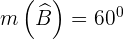 m(B̂) = 60⁰